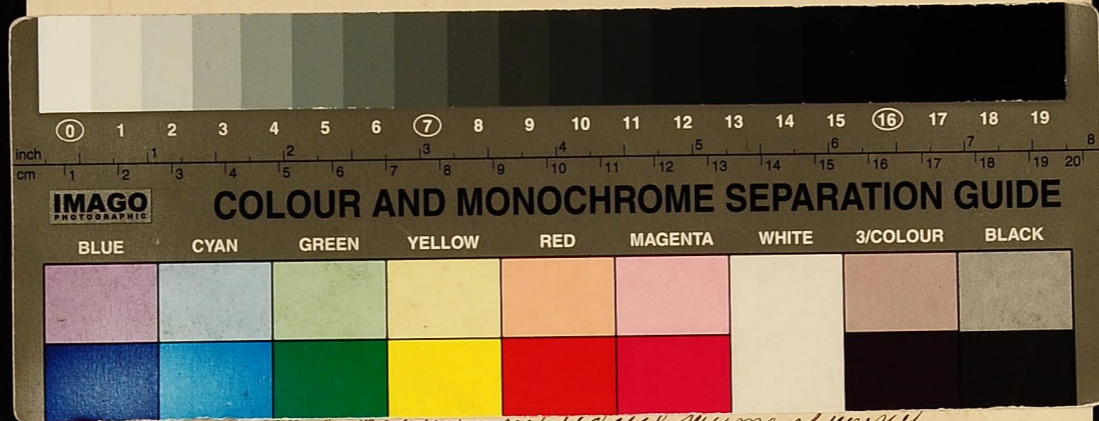 0 1 2 3 4 5 6 7 8 9 10 11 12 13 14 15 16 17 18 19
inch 1 2 3 4 5 6 7 8
cm 1 2 3 4 5 6 7 8 9 10 11 12 13 14 15 16 17 18 19 20
IMAGO
PHOTOGRAPHIC
COLOUR AND MONOCHROME SEPARATION GUIDE
BLUE CYAN GREEN YELLOW RED MAGENTA WHITE 3/COLOUR BLACK